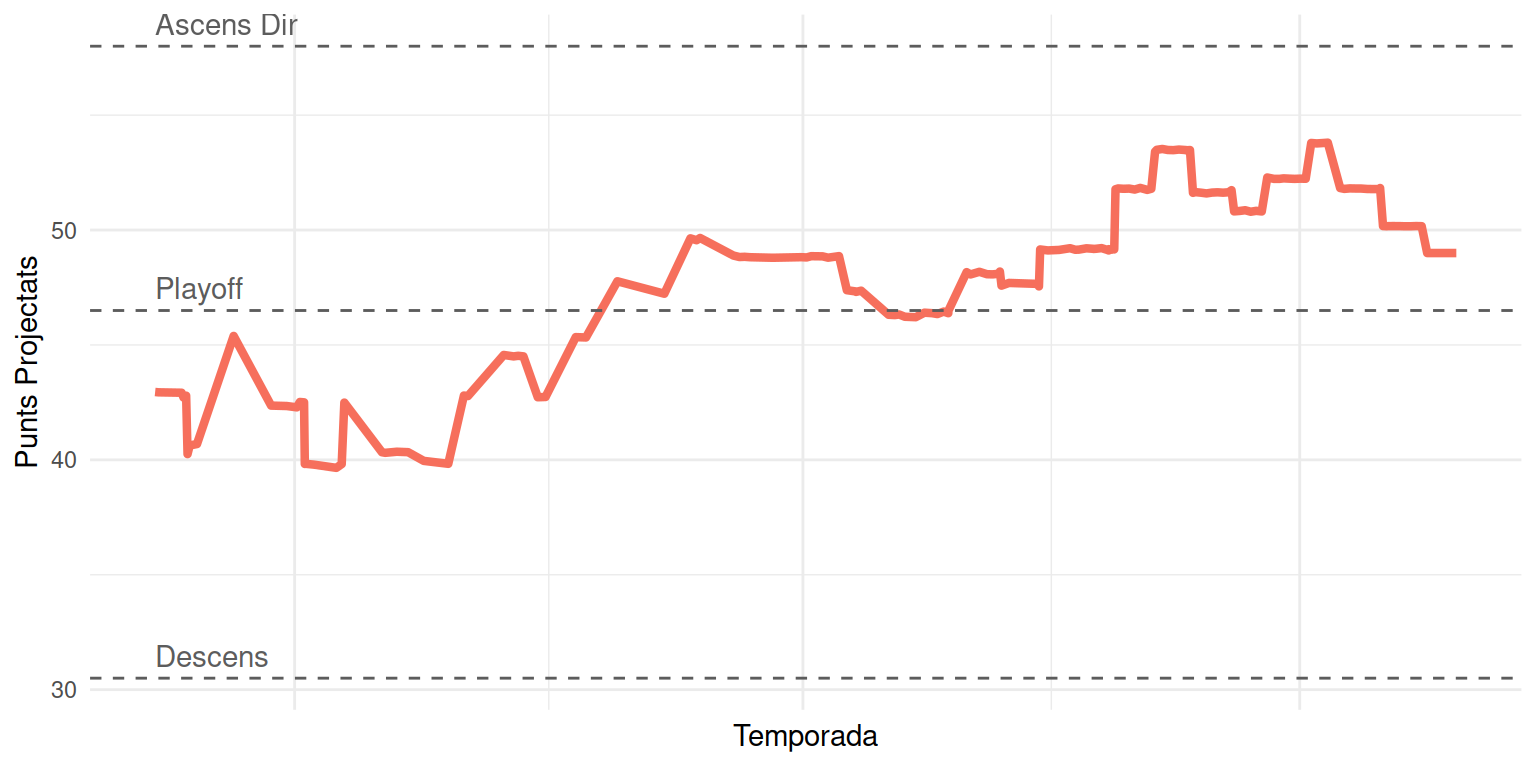 Ascens Dir
50
Playoff
40
Descens
30
Punts Projectats
Temporada